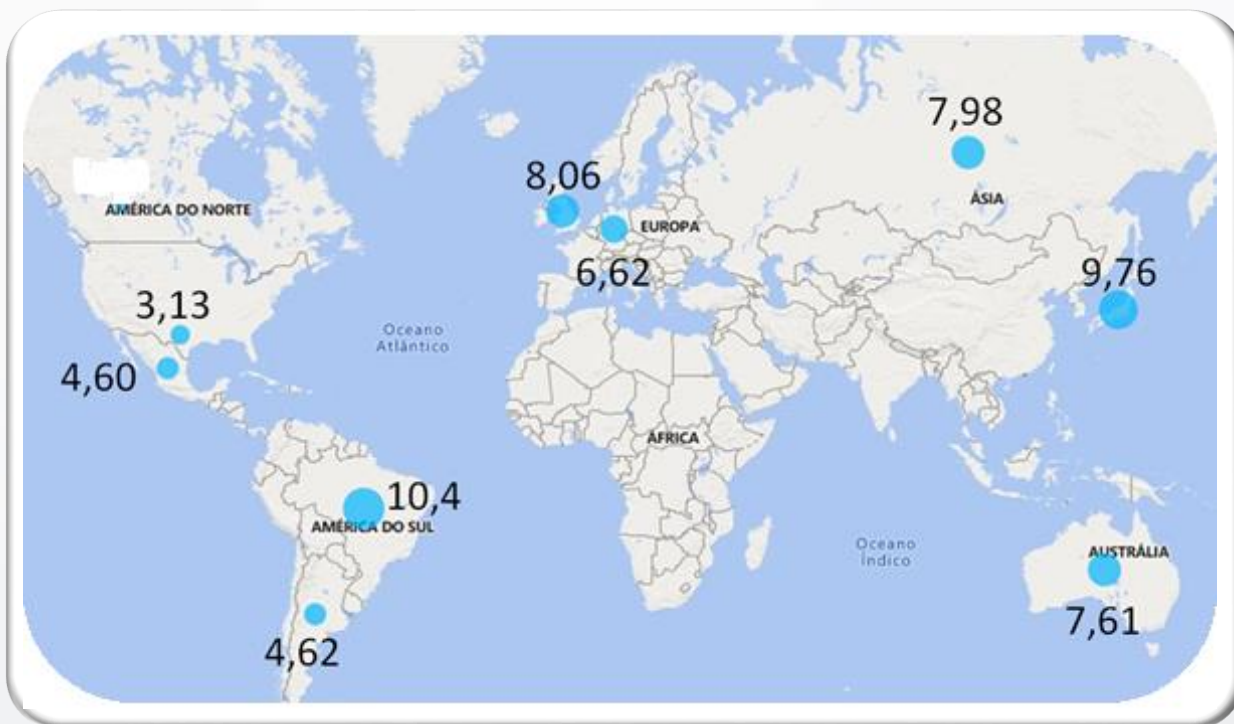 7,98
8,06
ÁSIA
AMÉRICA DO NORTE
EUROPA
6,62
9,76
3,13
Oceano
Atlântico
4,60
ÁFRICA
10,4
AMÉRICA DO SUL
Oceano
Índico
AUSTRÁLIA
7,61
4,62